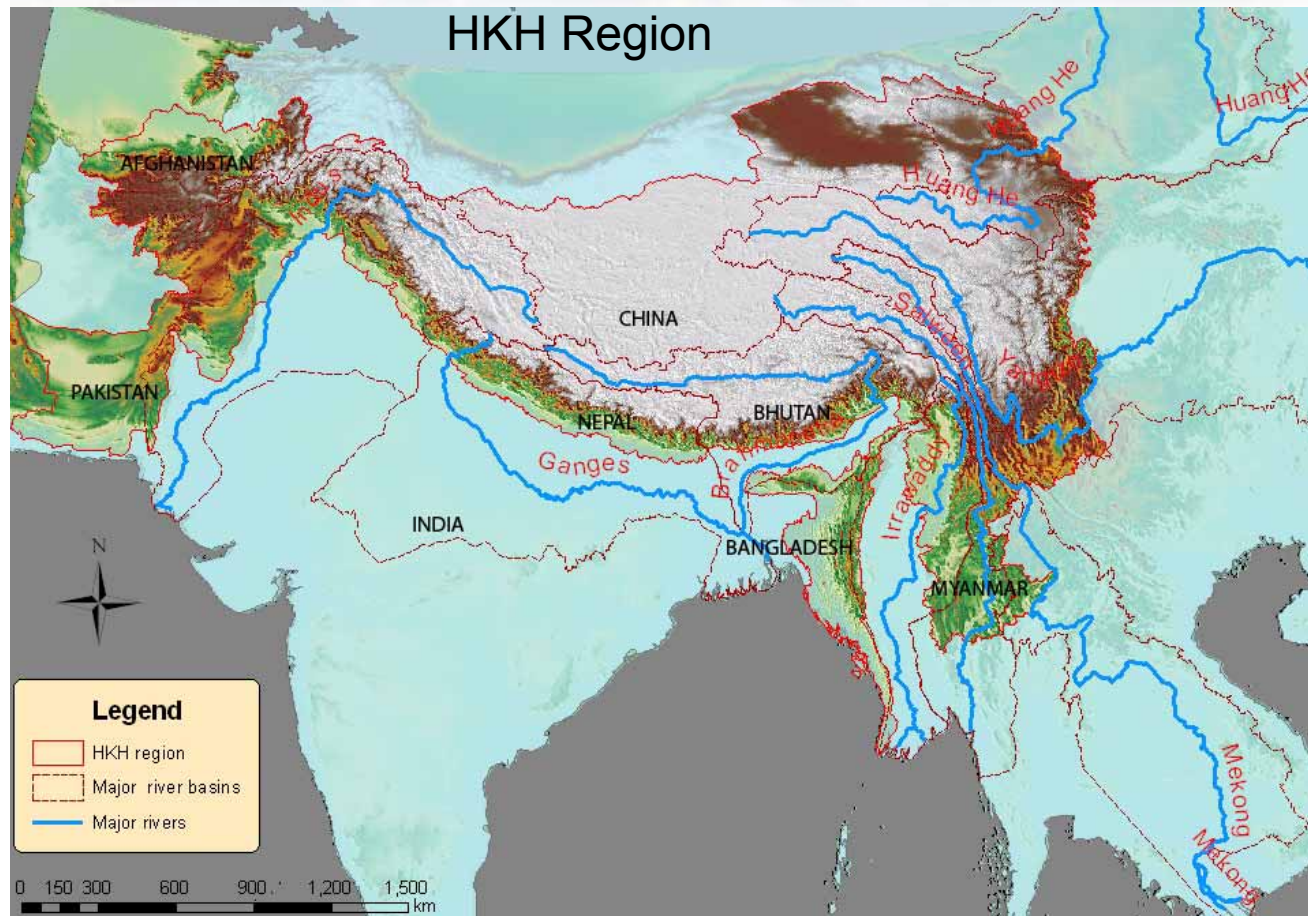 HKH Region
Huang He
Huang He
AFGHANISTAN
Indus
Huang He
CHINA
Salween
PAKISTAN
BHUTAN
NEPAL
Ganges
Irrawaddy
INDIA
N
BANGLADESH
MYANMAR
Legend
HKH region
Major river basins
Major rivers
Mekong
Mekong
0 150 300 600 900 1,200 1,500
km